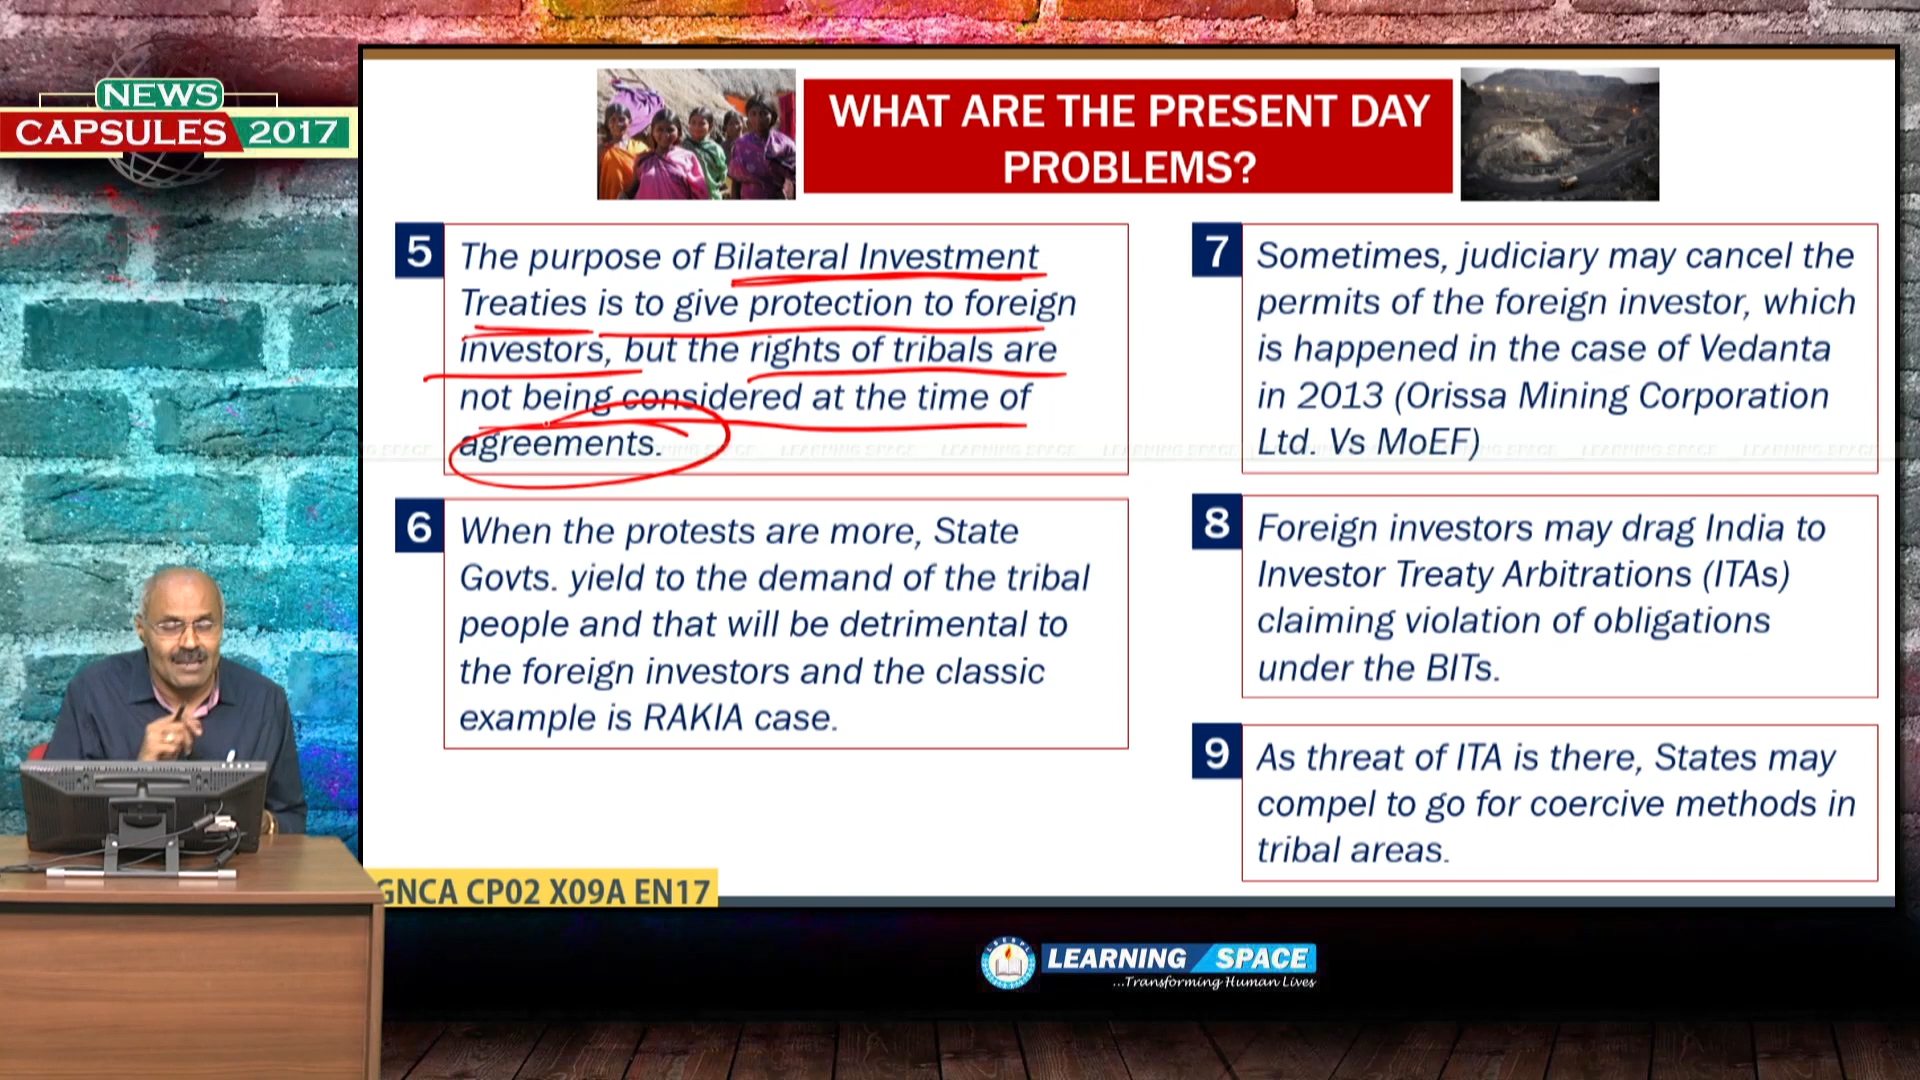 NEWS
CAPSULES 2017
WHAT ARE THE PRESENT DAY
PROBLEMS?
5
The purpose of Bilateral Investment
Treaties is to give protection to foreign
investors, but the rights of tribals are
not being considered at the time of
agreements.
6
When the protests are more, State
Govts. yield to the demand of the tribal
people and that will be detrimental to
the foreign investors and the classic
example is RAKIA case.
7
Sometimes, judiciary may cancel the
permits of the foreign investor, which
is happened in the case of Vedanta
in 2013 (Orissa Mining Corporation
Ltd. Vs MoEF)
8
Foreign investors may drag India to
Investor Treaty Arbitrations (ITAs)
claiming violation of obligations
under the BITs.
9
As threat of ITA is there, States may
compel to go for coercive methods in
tribal areas.
GNCA CP02 X09A EN17
LEARNING SPACE
...Transforming Human Lives